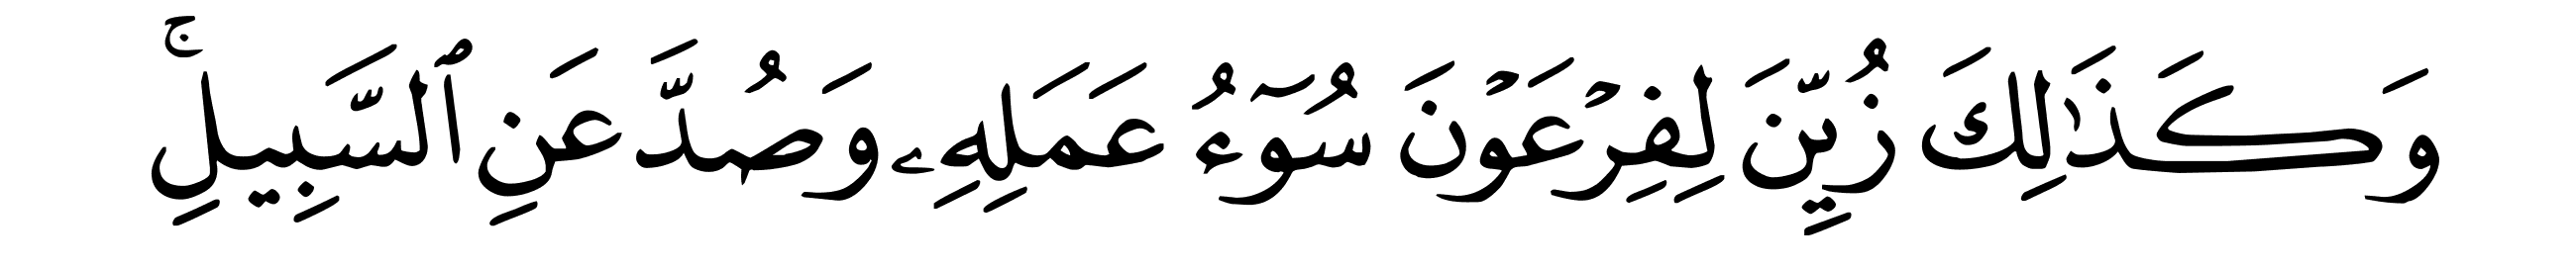 وَكَذَٰلِكَ زُيِّنَ لِفِرۡعَوۡنَ سُوٓءُ عَمَلِهِۦ وَصُدَّ عَنِ ٱلسَّبِيلِۚ